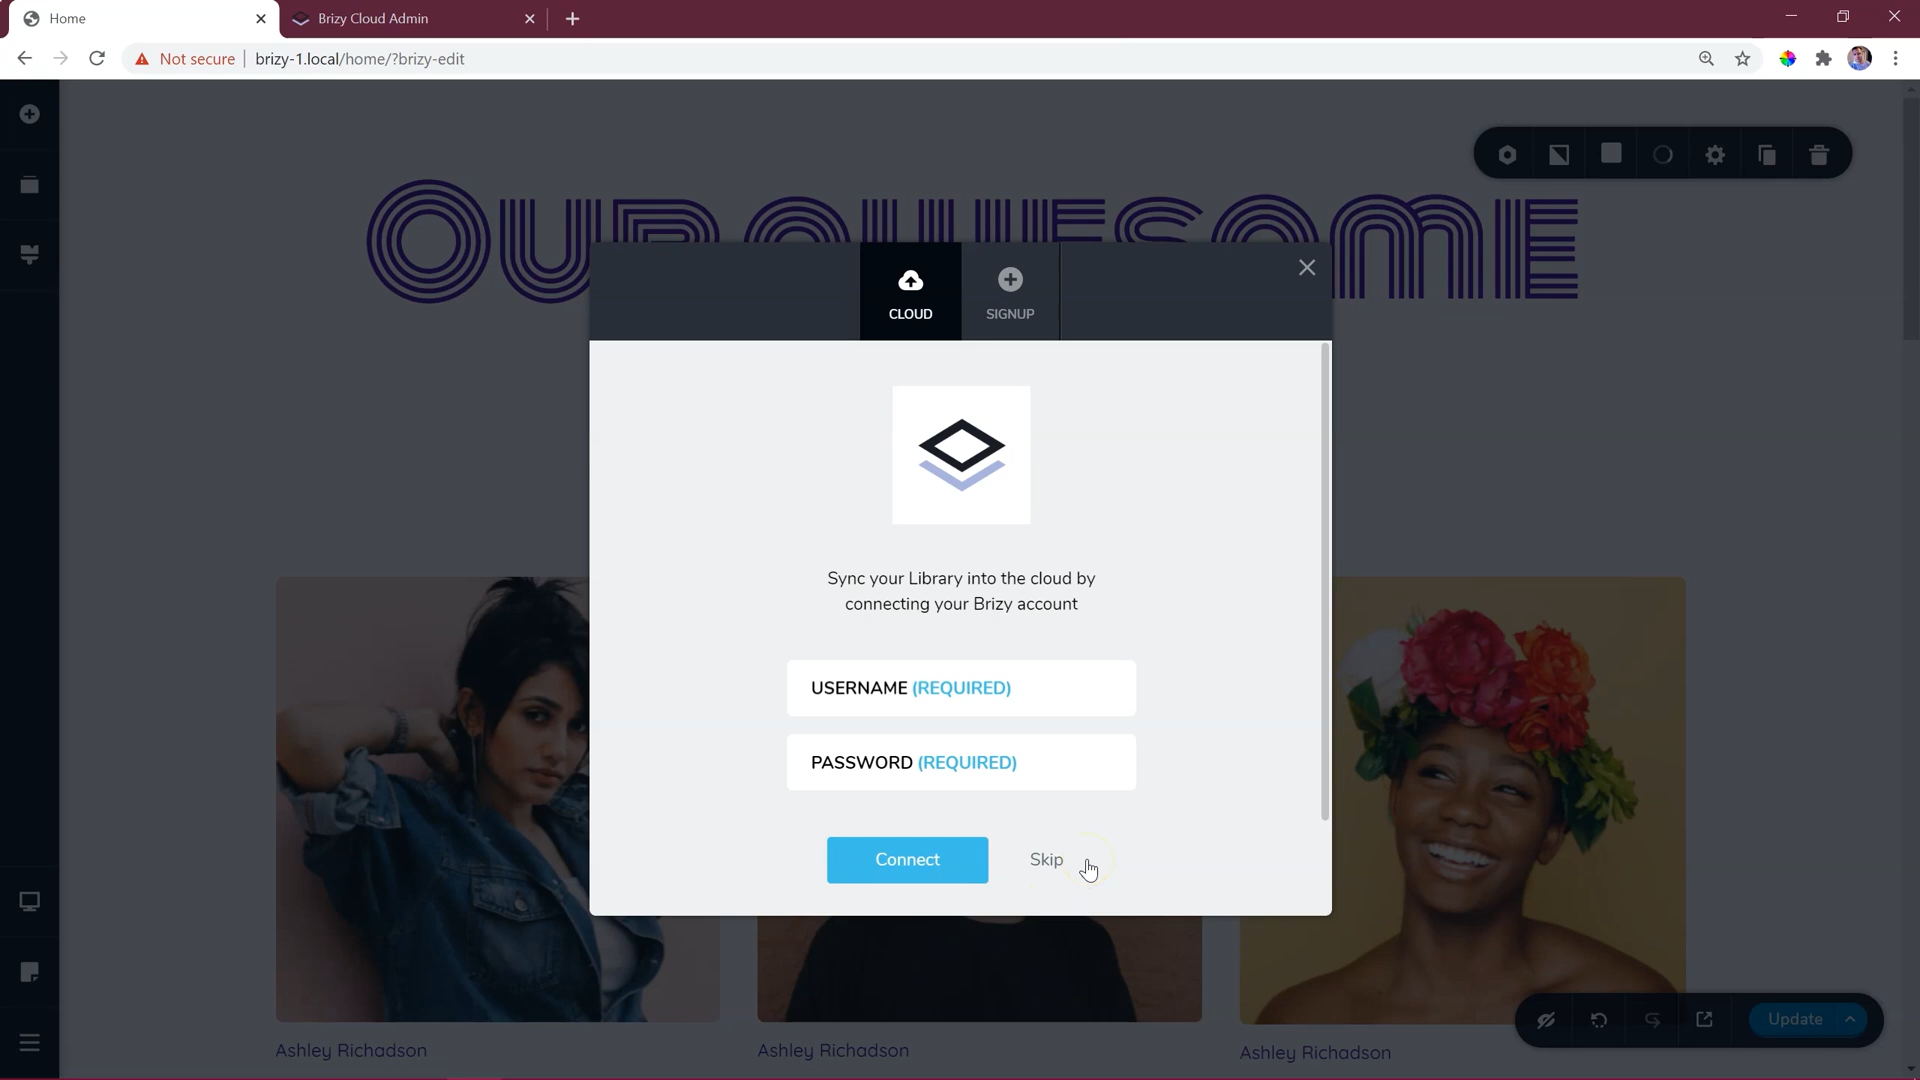 Home
Brizy Cloud Admin
Not secure
brizy-1.local/home/?brizy-edit
Our awesome
CLOUD
SIGNUP
Sync your Library into the cloud by
connecting your Brizy account
USERNAME (REQUIRED)
PASSWORD (REQUIRED)
Connect
Skip
Update
Ashley Richadson
Ashley Richadson
Ashley Richadson